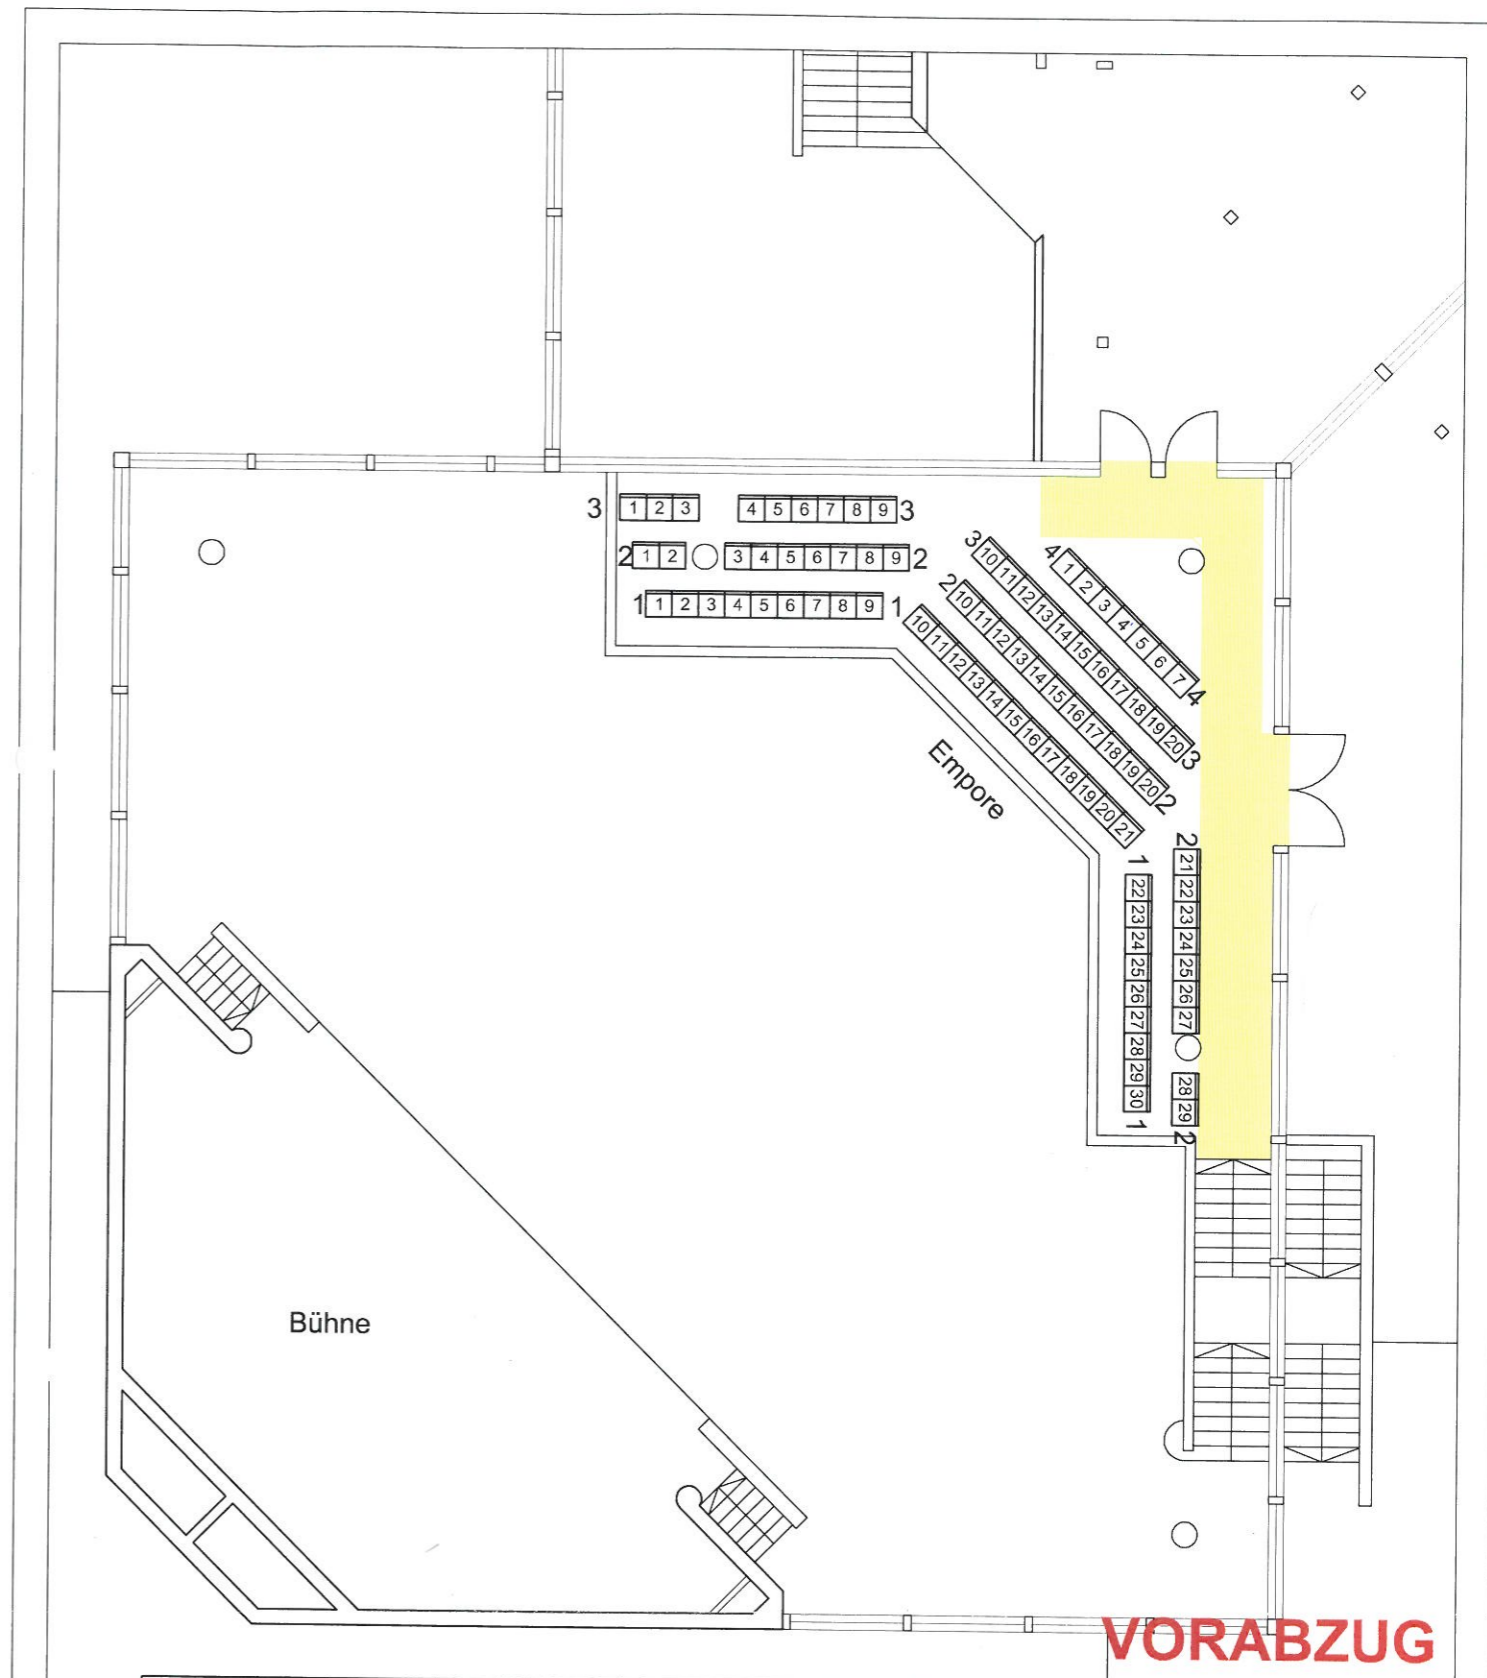 3 1 2 3 4 5 6 7 8 9 3
2 1 2 3 4 5 6 7 8 9 2
1 1 2 3 4 5 6 7 8 9
1 10 11 12 13 14 15 16 17 18 19 20 21
2 10 11 12 13 14 15 16 17 18 19 20 2
3 10 11 12 13 14 15 16 17 18 19 20 3
4 1 2 3 4 5 6 7 4
Empore
1 22 23 24 25 26 27 28 29 30 1
2 21 22 23 24 25 26 27 28 29 2
Bühne
VORABZUG